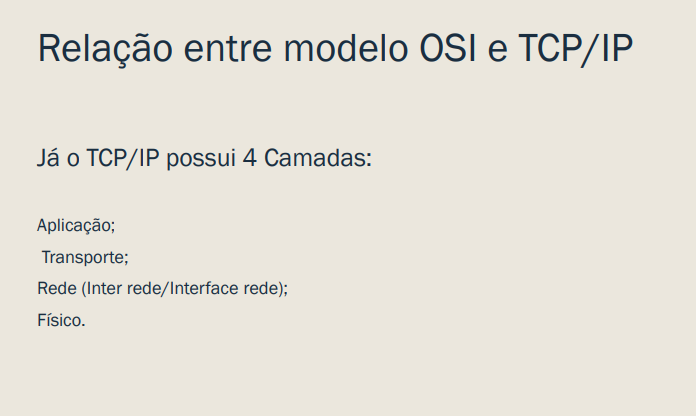 Relação entre modelo OSI e TCP/IP
Já o TCP/IP possui 4 Camadas:
Aplicação;
Transporte;
Rede (Inter rede/Interface rede);
Físico.